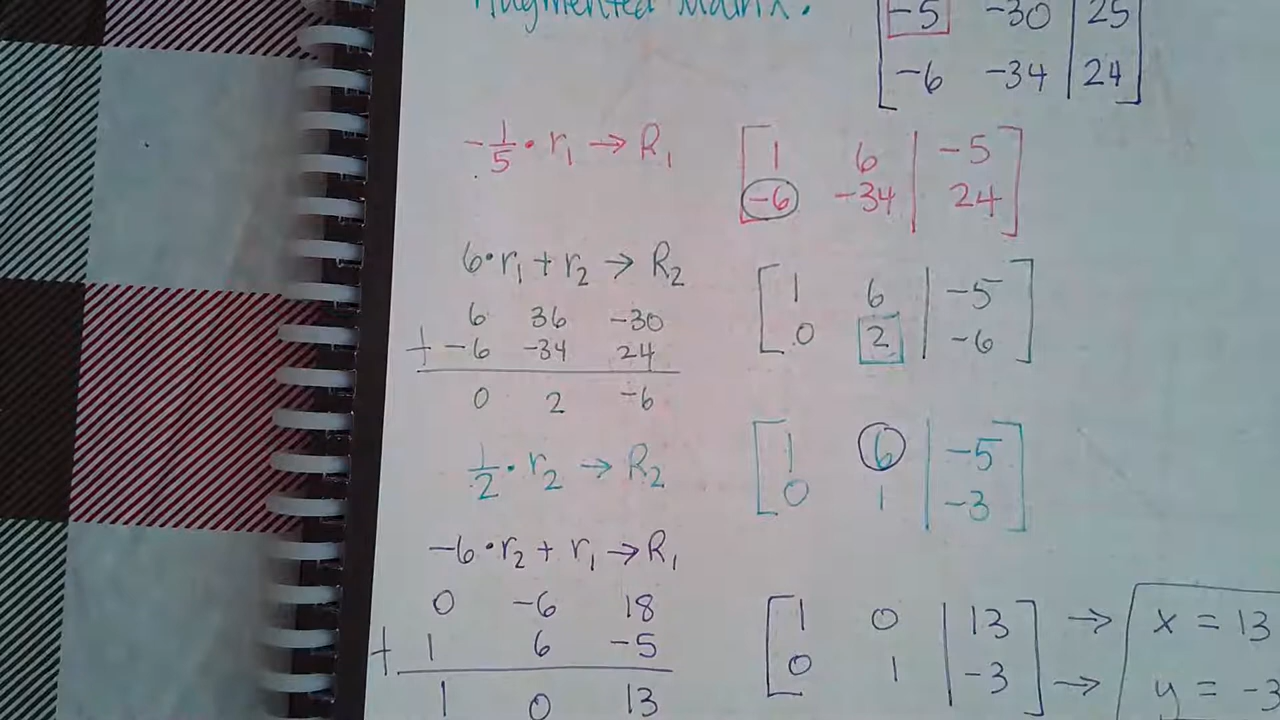 Augmented Matrix.
-5 -30 25
-6 -34 24
-1/5 · r₁ → R₁
1 6 -5
-6 -34 24
6·r₁ + r₂ → R₂
6 36 -30
+ -6 -34 24
0 2 -6
1 6 -5
0 2 -6
1/2 · r₂ → R₂
1 6 -5
0 1 -3
-6·r₂ + r₁ → R₁
0 -6 18
+ 1 6 -5
1 0 13
1 0 13 → x = 13
0 1 -3 → y = -3